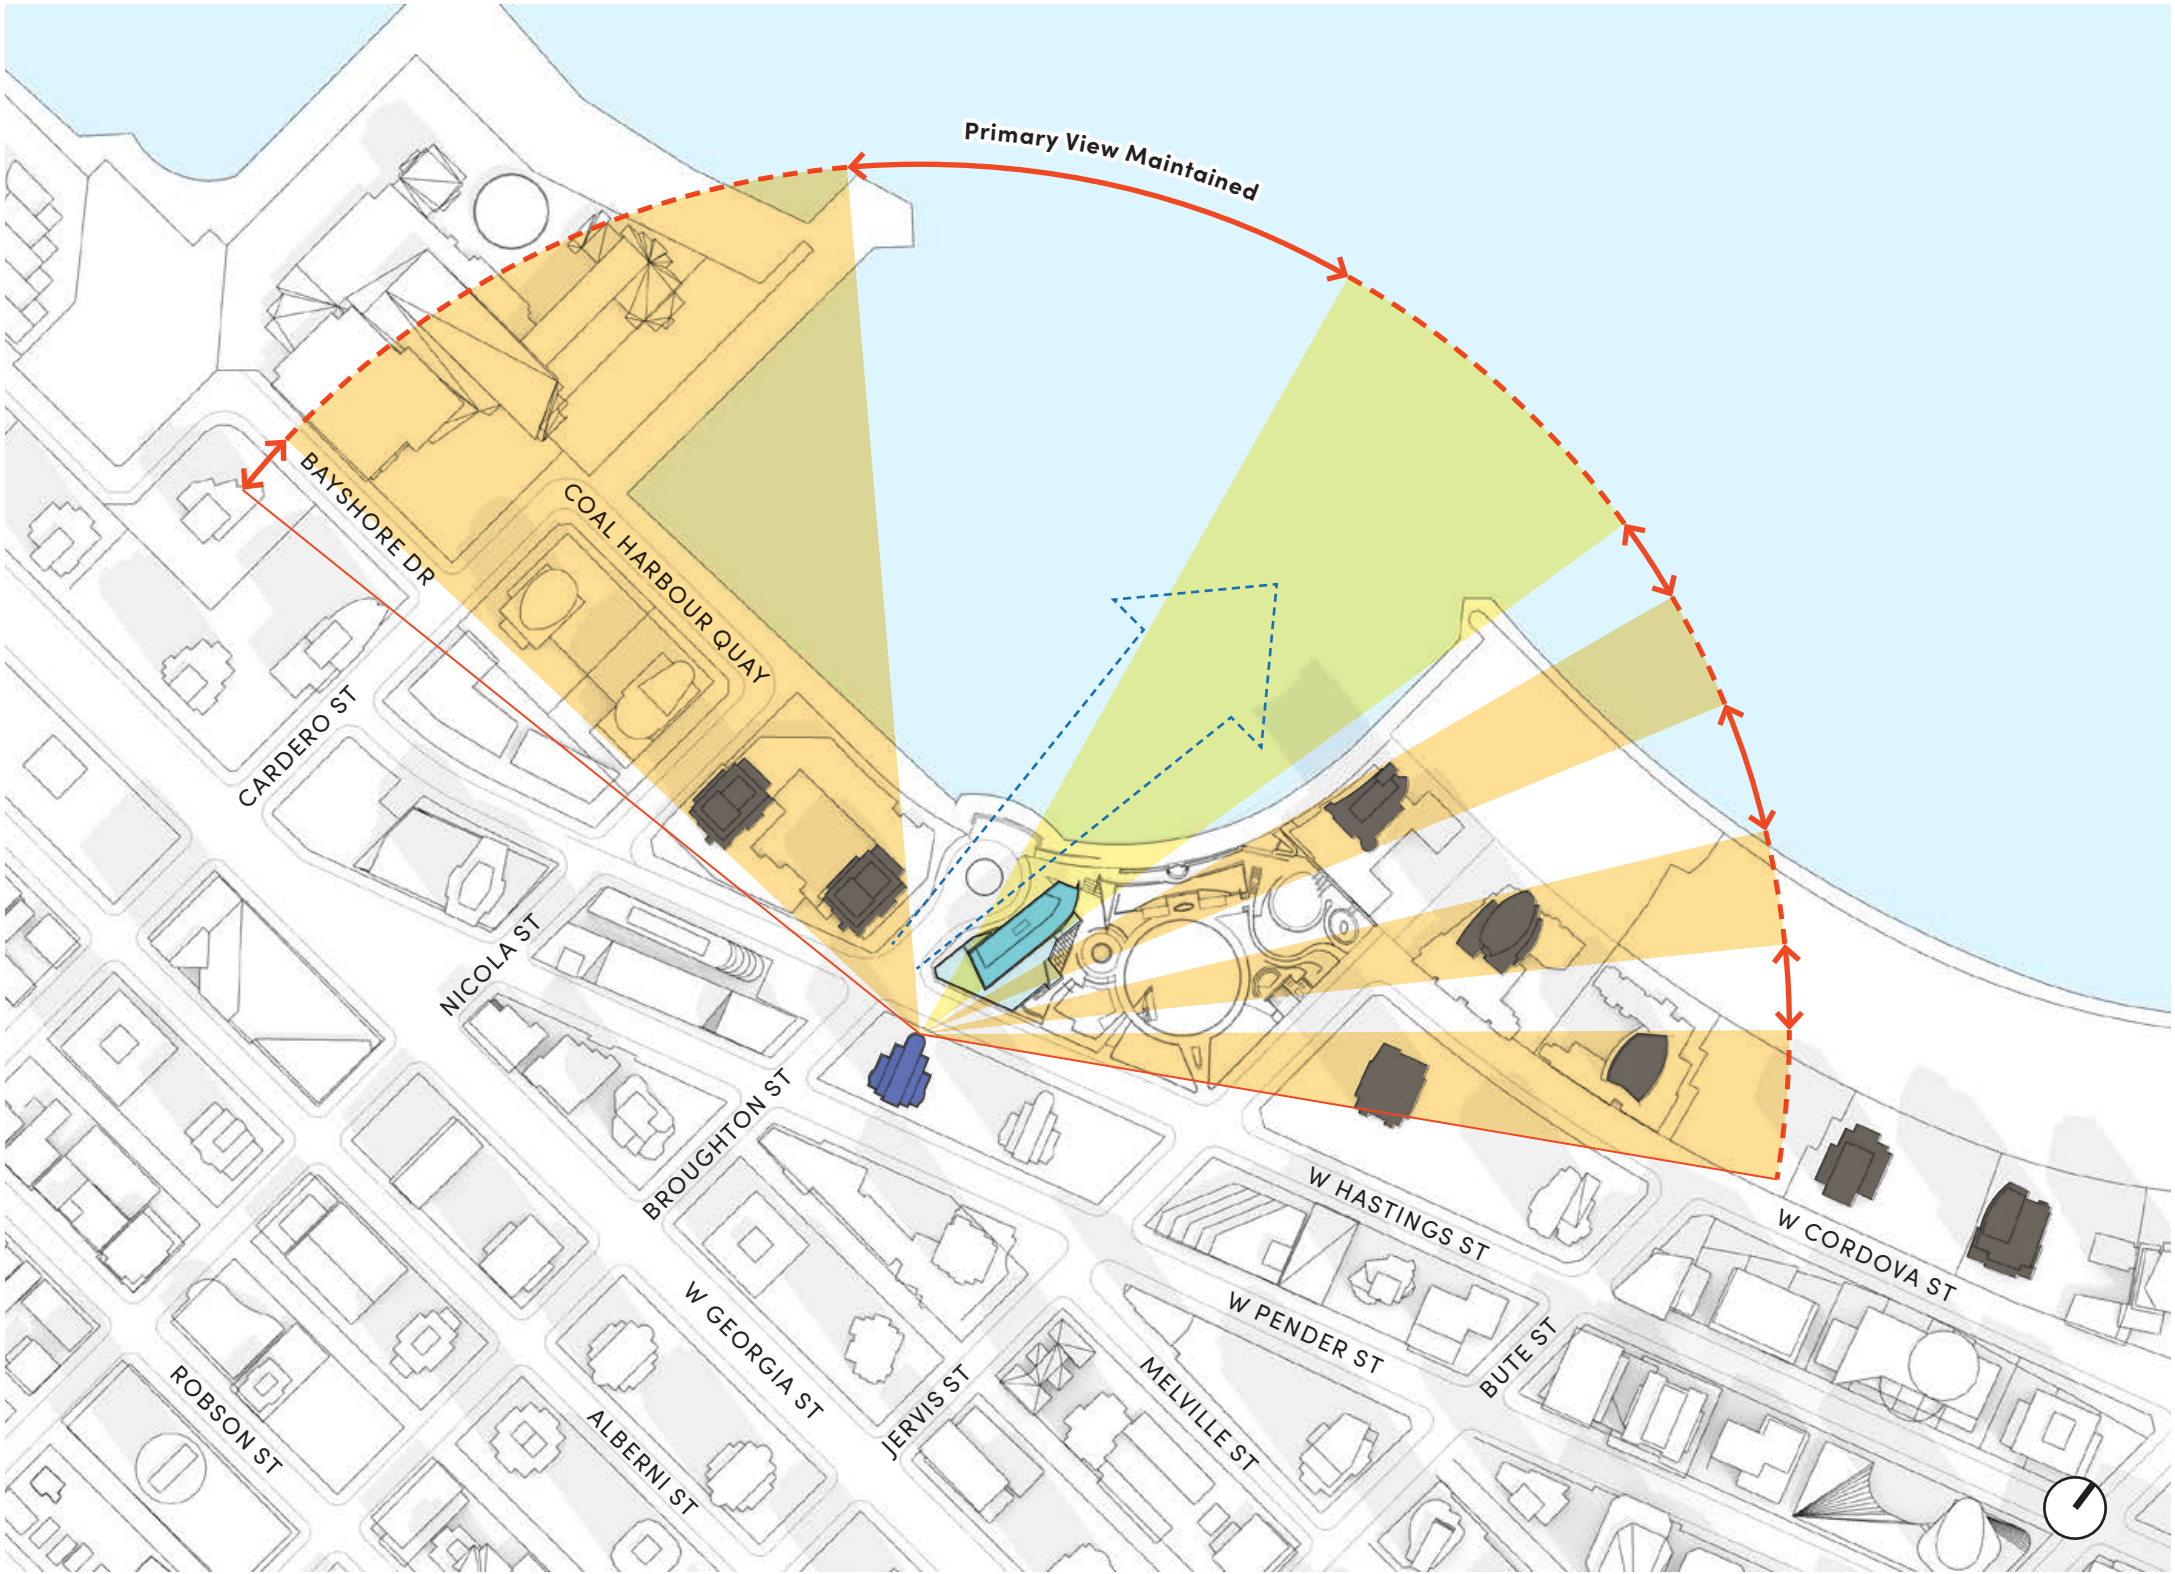 Primary View Maintained
BAYSHORE DR
COAL HARBOUR QUAY
CARDERO ST
NICOLA ST
BROUGHTON ST
W HASTINGS ST
W CORDOVA ST
W PENDER ST
W GEORGIA ST
BUTE ST
MELVILLE ST
JERVIS ST
ROBSON ST
ALBERNI ST